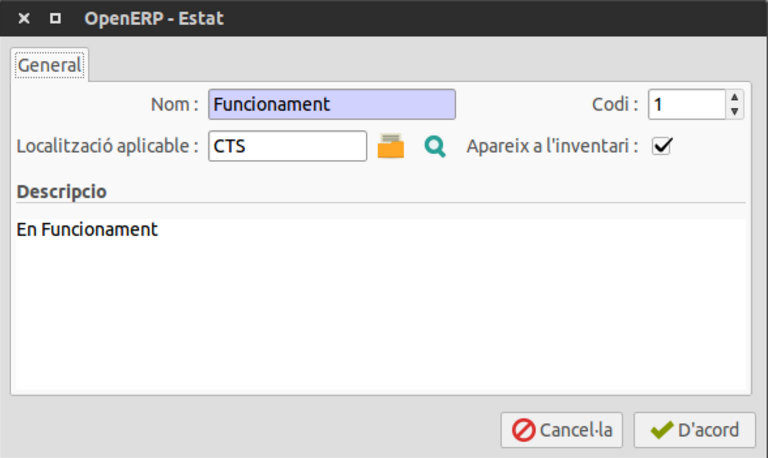 OpenERP - Estat
General
Nom : Funcionament Codi : 1
Localització aplicable : CTS Apareix a l'inventari :
Descripcio
En Funcionament
Cancel·la D'acord